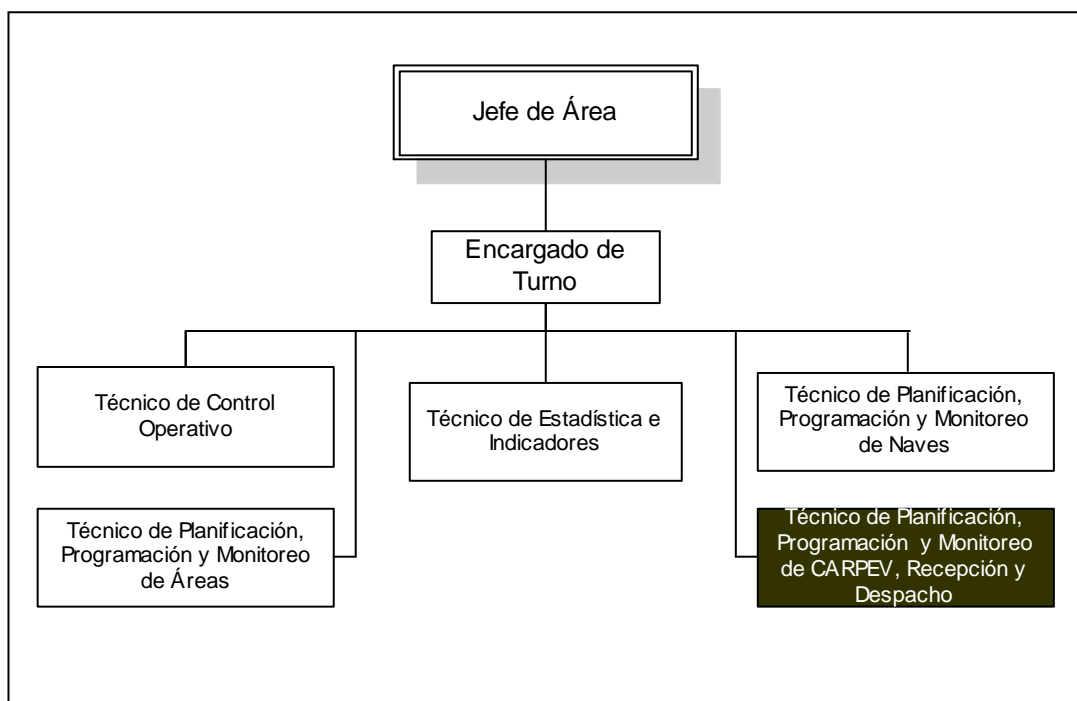 Jefe de Área
Encargado de
Turno
Técnico de Control
Operativo
Técnico de Estadística e
Indicadores
Técnico de Planificación,
Programación y Monitoreo
de Naves
Técnico de Planificación,
Programación y Monitoreo
de Áreas
Técnico de Planificación,
Programación y Monitoreo
de CARPEV, Recepción y
Despacho